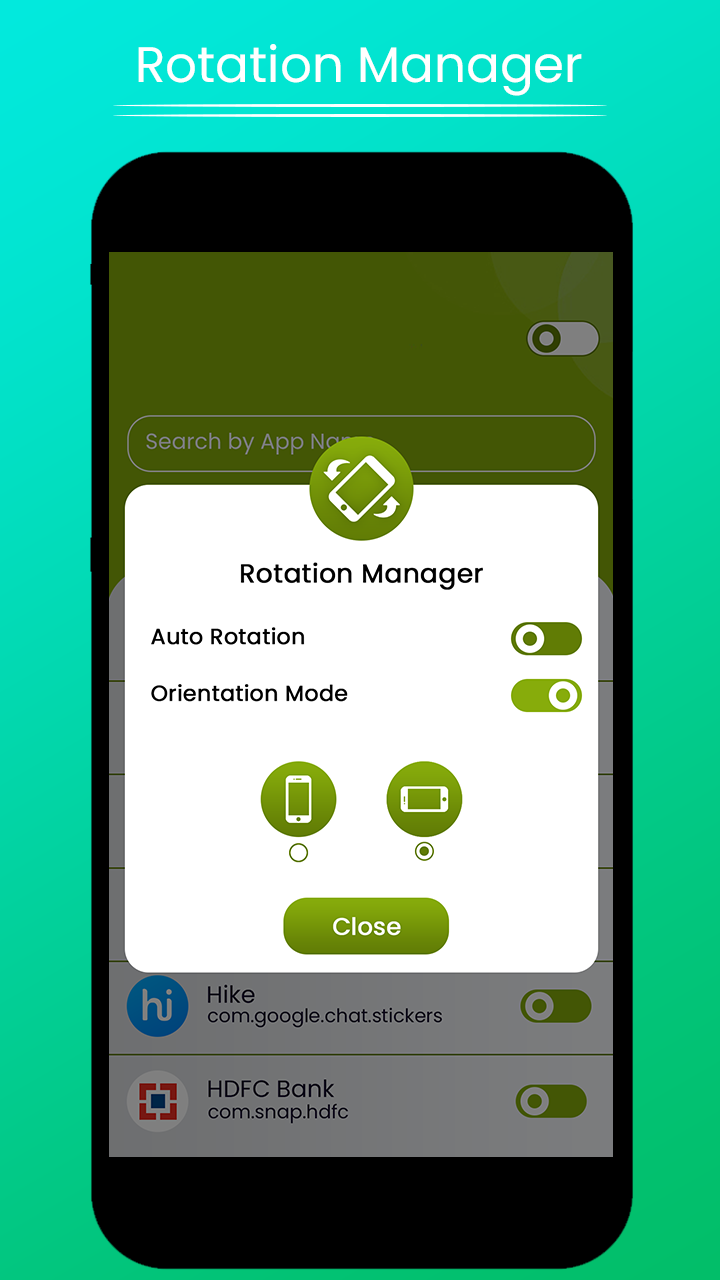 Rotation Manager
Search by App Na
Rotation Manager
Auto Rotation
Orientation Mode
Close
hi
Hike
com.google.chat.stickers
HDFC Bank
com.snap.hdfc